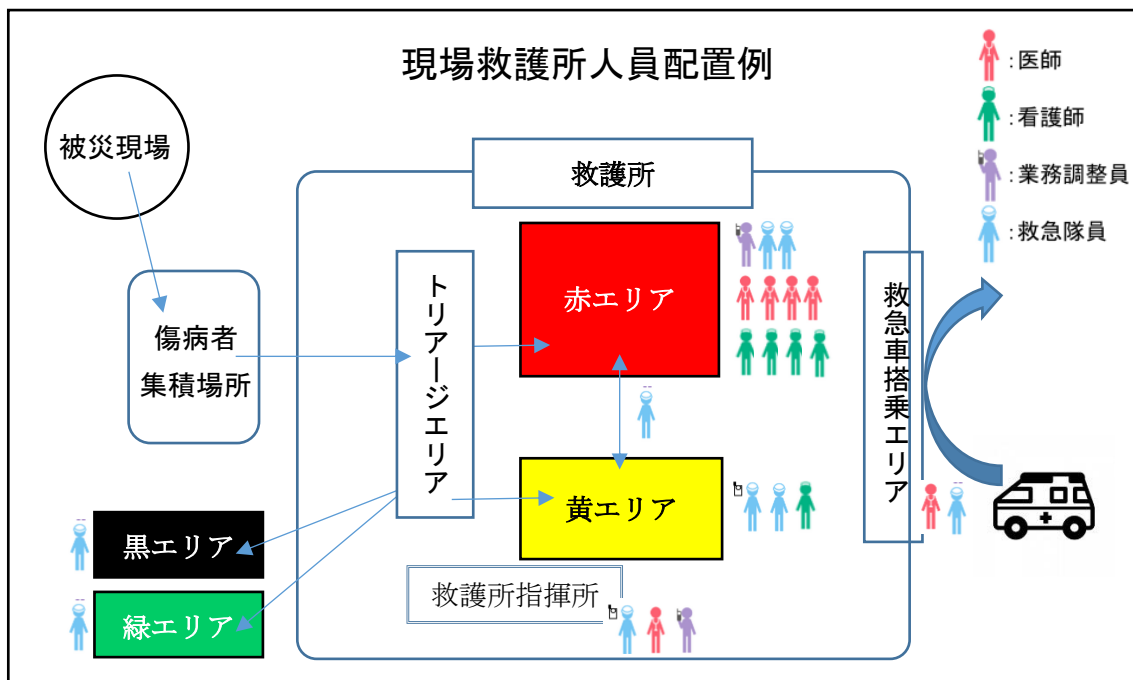 現場救護所人員配置例
:医師
:看護師
:業務調整員
:救急隊員
被災現場
救護所
傷病者
集積場所
トリアージエリア
赤エリア
救急車搭乗エリア
黄エリア
黒エリア
緑エリア
救護所指揮所